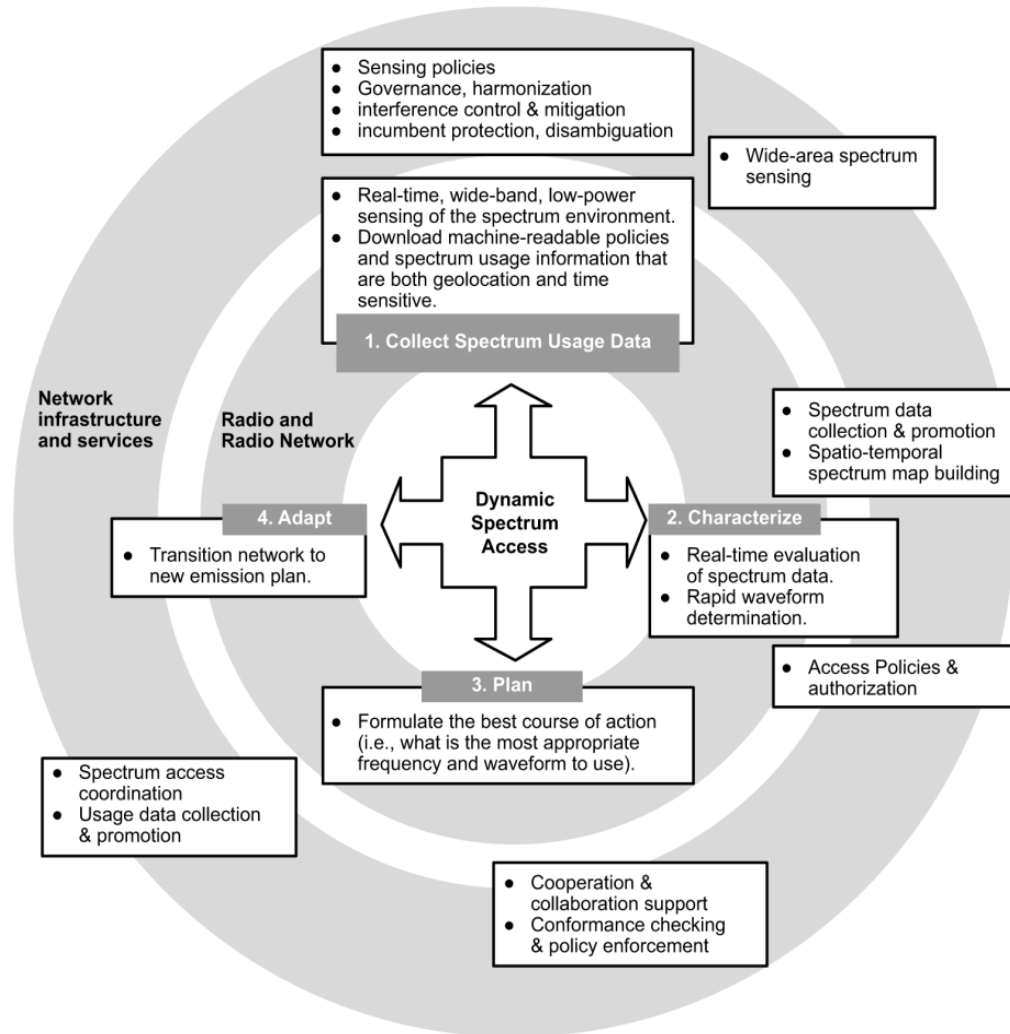 ● Sensing policies
● Governance, harmonization
● interference control & mitigation
● incumbent protection, disambiguation
● Wide-area spectrum
sensing
● Real-time, wide-band, low-power
sensing of the spectrum environment.
● Download machine-readable policies
and spectrum usage information that
are both geolocation and time
sensitive.
1. Collect Spectrum Usage Data
Network
infrastructure
and services
Radio and
Radio Network
● Spectrum data
collection & promotion
● Spatio-temporal
spectrum map building
Dynamic
Spectrum
Access
4. Adapt
● Transition network to
new emission plan.
2. Characterize
● Real-time evaluation
of spectrum data.
● Rapid waveform
determination.
● Access Policies &
authorization
3. Plan
● Formulate the best course of action
(i.e., what is the most appropriate
frequency and waveform to use).
● Spectrum access
coordination
● Usage data collection
& promotion
● Cooperation &
collaboration support
● Conformance checking
& policy enforcement